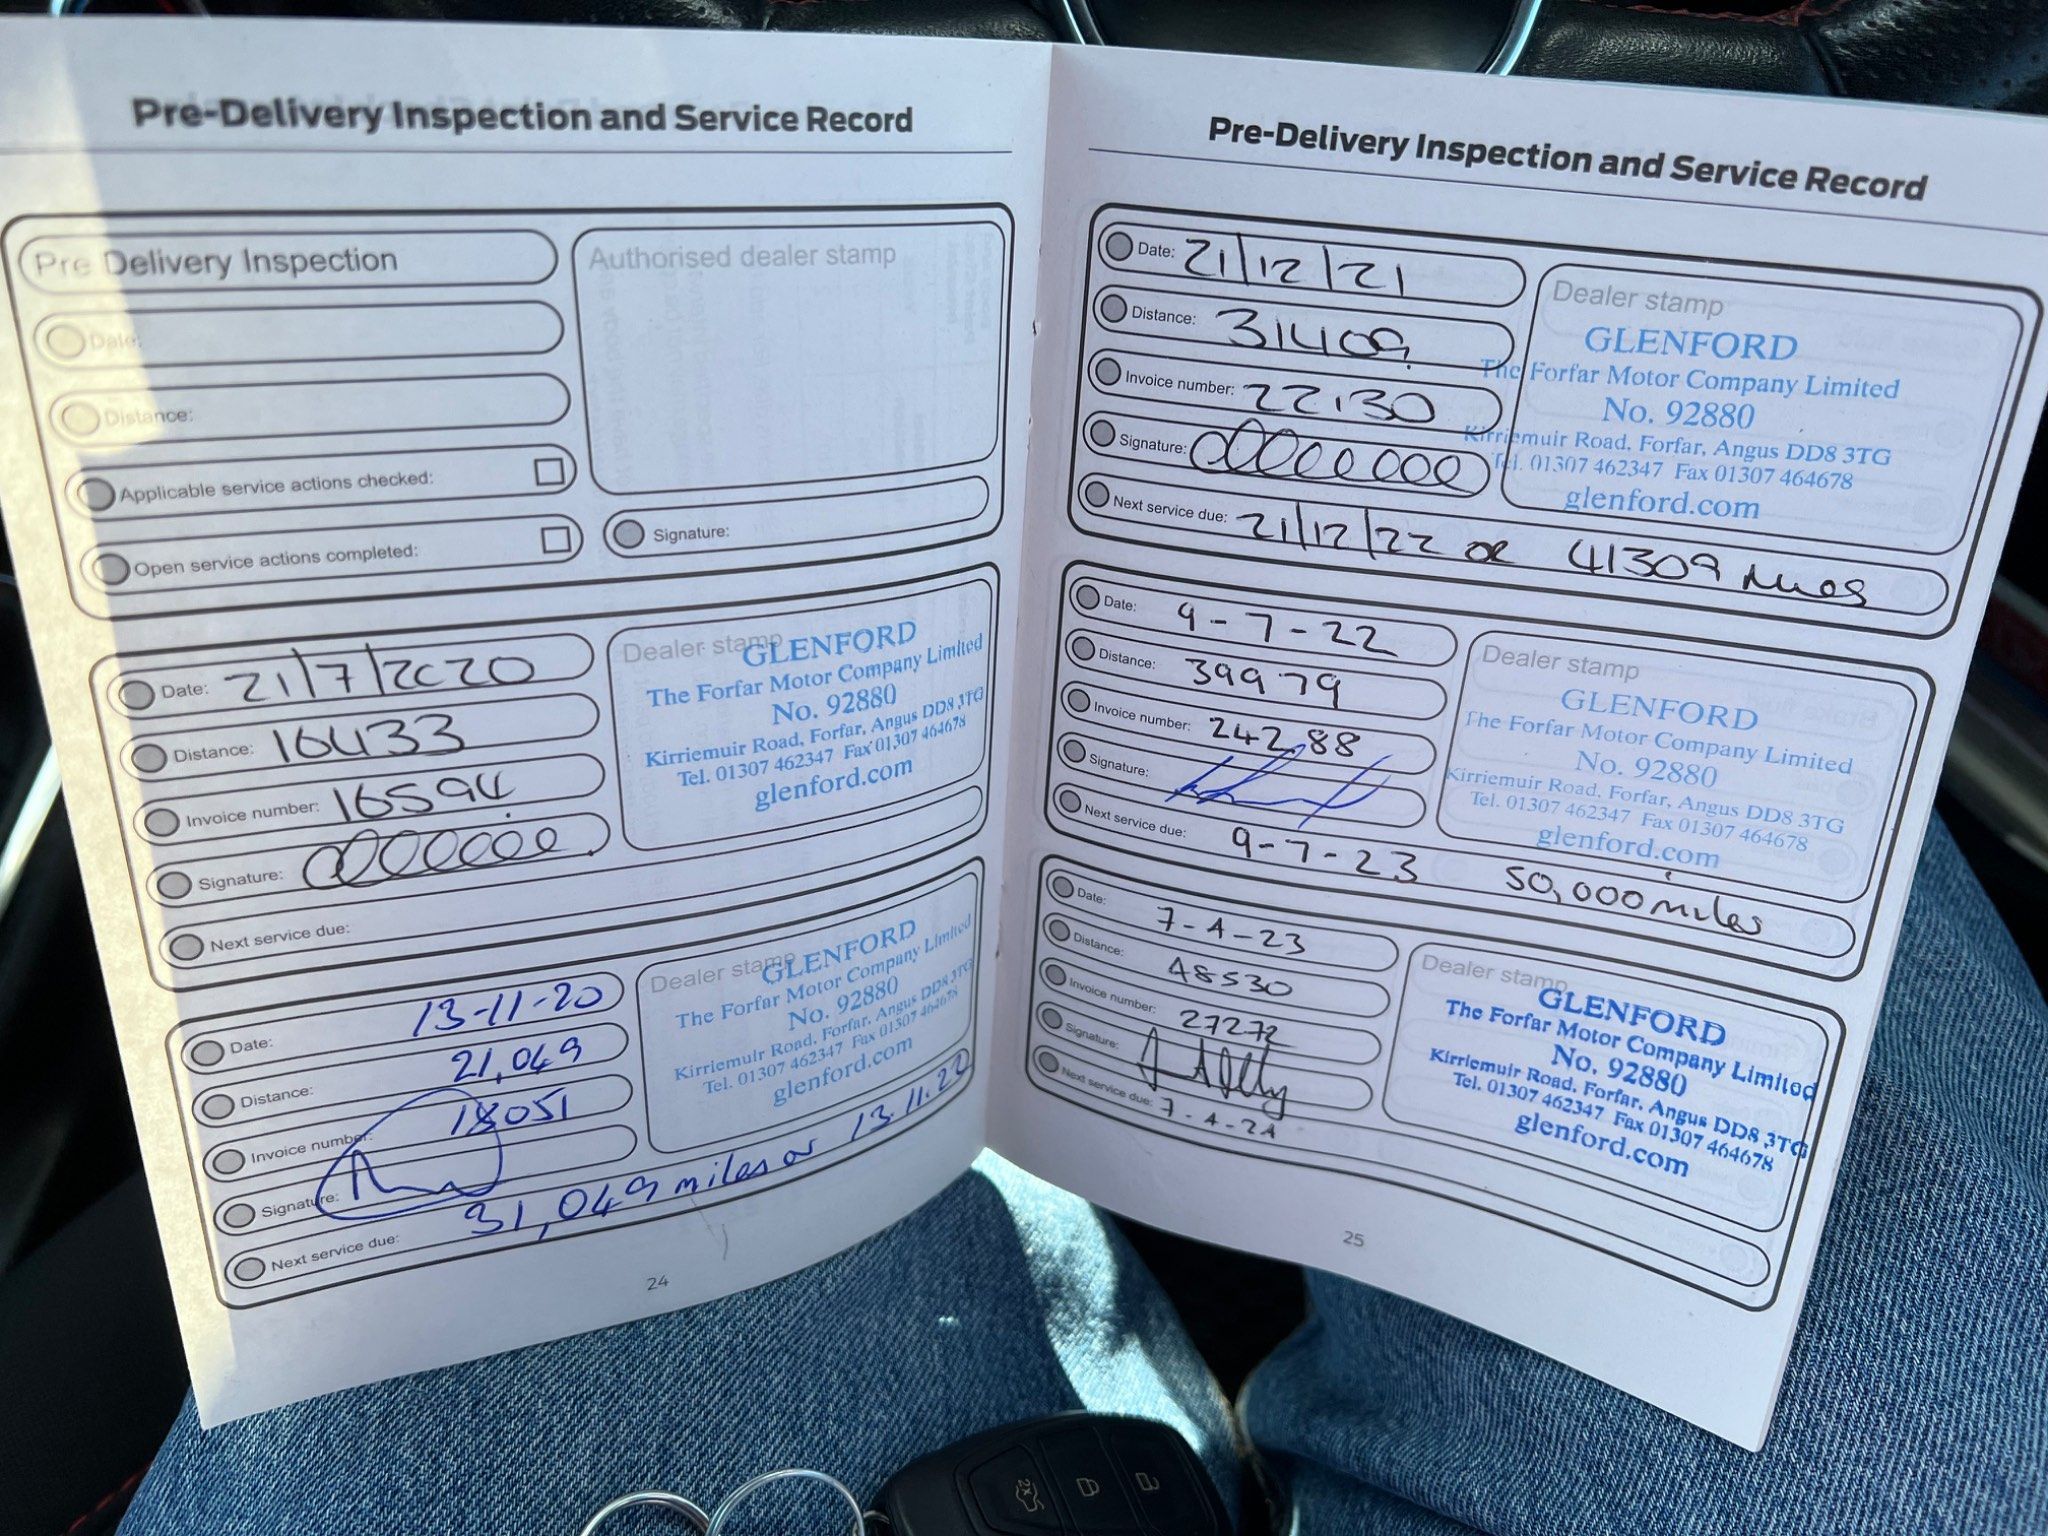 Pre-Delivery Inspection and Service Record
Pre Delivery Inspection
Authorised dealer stamp
Date:
Distance:
Applicable service actions checked:
Open service actions completed:
Signature:
Date: 21/7/2020
Distance: 16433
Invoice number: 16594
Signature:
Next service due:
Dealer stamp
GLENFORD
The Forfar Motor Company Limited
No. 92880
Kirriemuir Road, Forfar, Angus DD8 3TG
Tel. 01307 462347 Fax 01307 464678
glenford.com
Date: 13-11-20
Distance: 21,049
Invoice number: 18051
Signature:
Next service due: 31,049 miles or 13.11.22
Dealer stamp
GLENFORD
The Forfar Motor Company Limited
No. 92880
Kirriemuir Road, Forfar, Angus DD8 3TG
Tel. 01307 462347 Fax 01307 464678
glenford.com
24
Pre-Delivery Inspection and Service Record
Date: 21/12/21
Distance: 31409
Invoice number: 22130
Signature:
Next service due: 21/12/22 or 41309 miles
Dealer stamp
GLENFORD
The Forfar Motor Company Limited
No. 92880
Kirriemuir Road, Forfar, Angus DD8 3TG
Tel. 01307 462347 Fax 01307 464678
glenford.com
Date: 9-7-22
Distance: 39979
Invoice number: 24288
Signature:
Next service due: 9-7-23 50,000 miles
Dealer stamp
GLENFORD
The Forfar Motor Company Limited
No. 92880
Kirriemuir Road, Forfar, Angus DD8 3TG
Tel. 01307 462347 Fax 01307 464678
glenford.com
Date: 7-4-23
Distance: 48530
Invoice number: 27272
Signature:
Next service due: 7-4-24
Dealer stamp
GLENFORD
The Forfar Motor Company Limited
No. 92880
Kirriemuir Road, Forfar, Angus DD8 3TG
Tel. 01307 462347 Fax 01307 464678
glenford.com
25